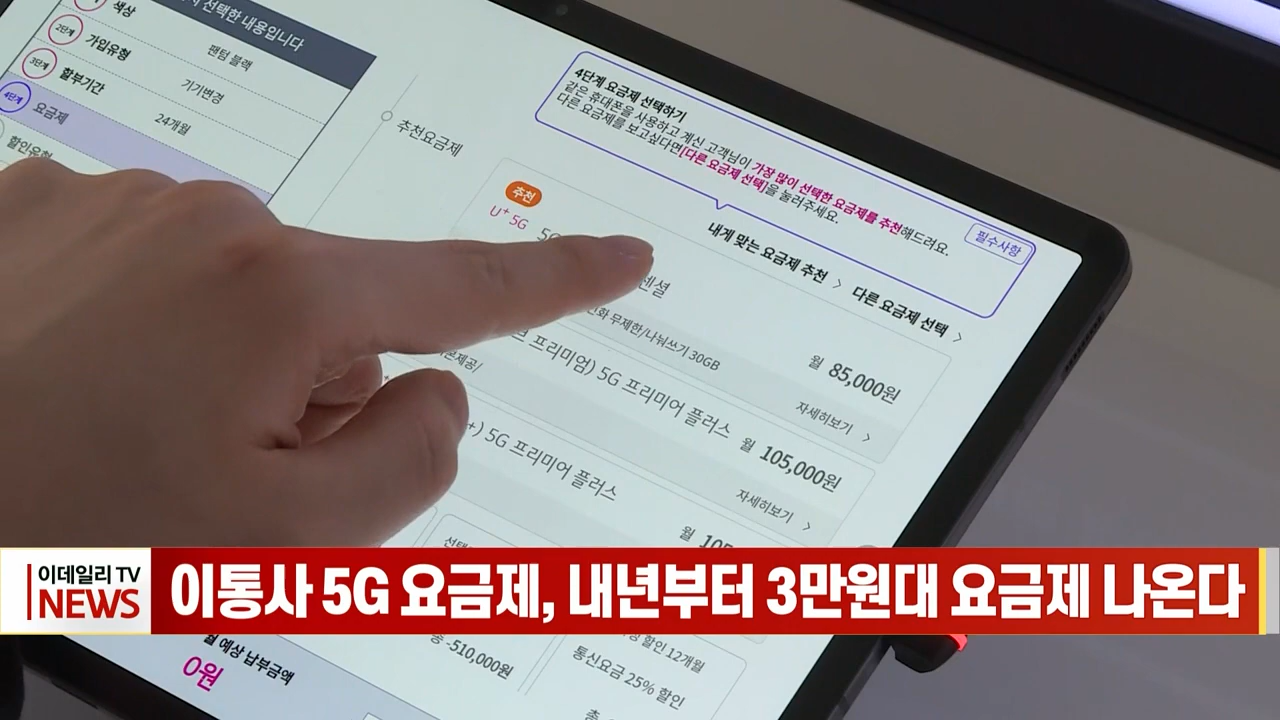 선택한 내용입니다
색상
팬텀 블랙
2단계
가입유형
기기변경
3단계
할부기간
24개월
4단계
요금제
할인유형
추천요금제
4단계 요금제 선택하기
같은 휴대폰을 사용하고 계신 고객님이 가장 많이 선택한 요금제를 추천해드려요.
다른 요금제를 보고싶다면[다른 요금제 선택]을 눌러주세요.
필수사항
내게 맞는 요금제 추천 >
다른 요금제 선택 >
추천
U+ 5G
월 85,000원
무제한/나눠쓰기 30GB
자세히보기 >
프리미엄) 5G 프리미어 플러스
월 105,000원
자세히보기 >
+) 5G 프리미어 플러스
월
이데일리 TV
NEWS
이통사 5G 요금제, 내년부터 3만원대 요금제 나온다
월 예상 납부금액
0원
총 -510,000원
할인 12개월
통신요금 25% 할인
총